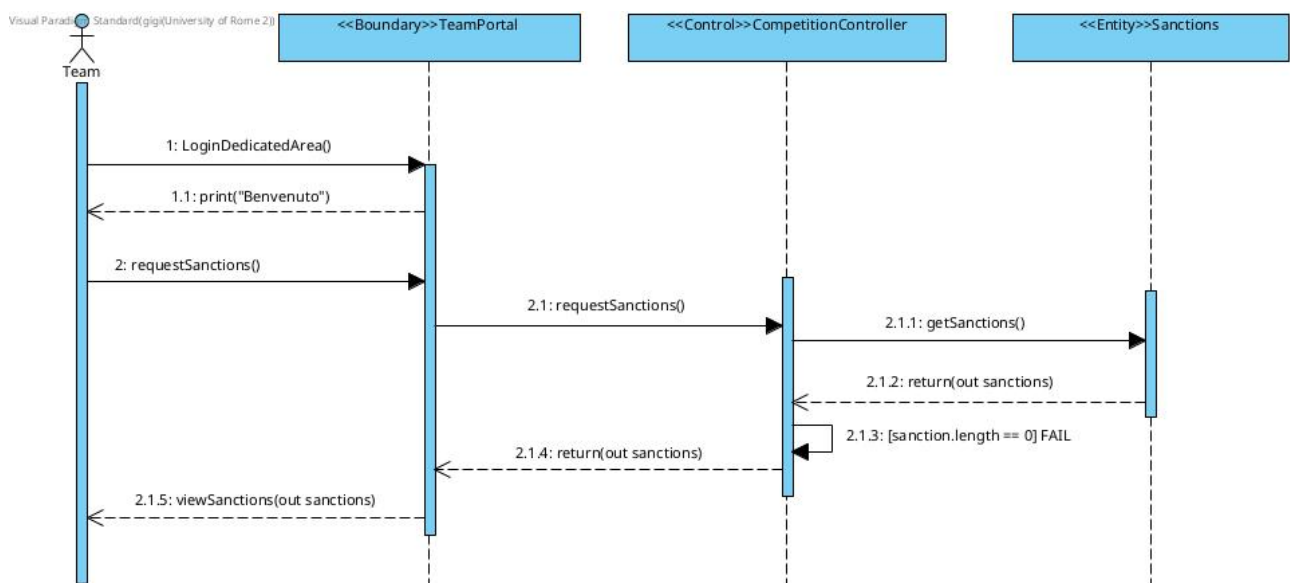 Visual Paradigm Standard(gigi(University of Rome 2))
<<Boundary>>TeamPortal
<<Control>>CompetitionController
<<Entity>>Sanctions
Team
1: LoginDedicatedArea()
1.1: print("Benvenuto")
2: requestSanctions()
2.1: requestSanctions()
2.1.1: getSanctions()
2.1.2: return(out sanctions)
2.1.3: [sanction.length == 0] FAIL
2.1.4: return(out sanctions)
2.1.5: viewSanctions(out sanctions)